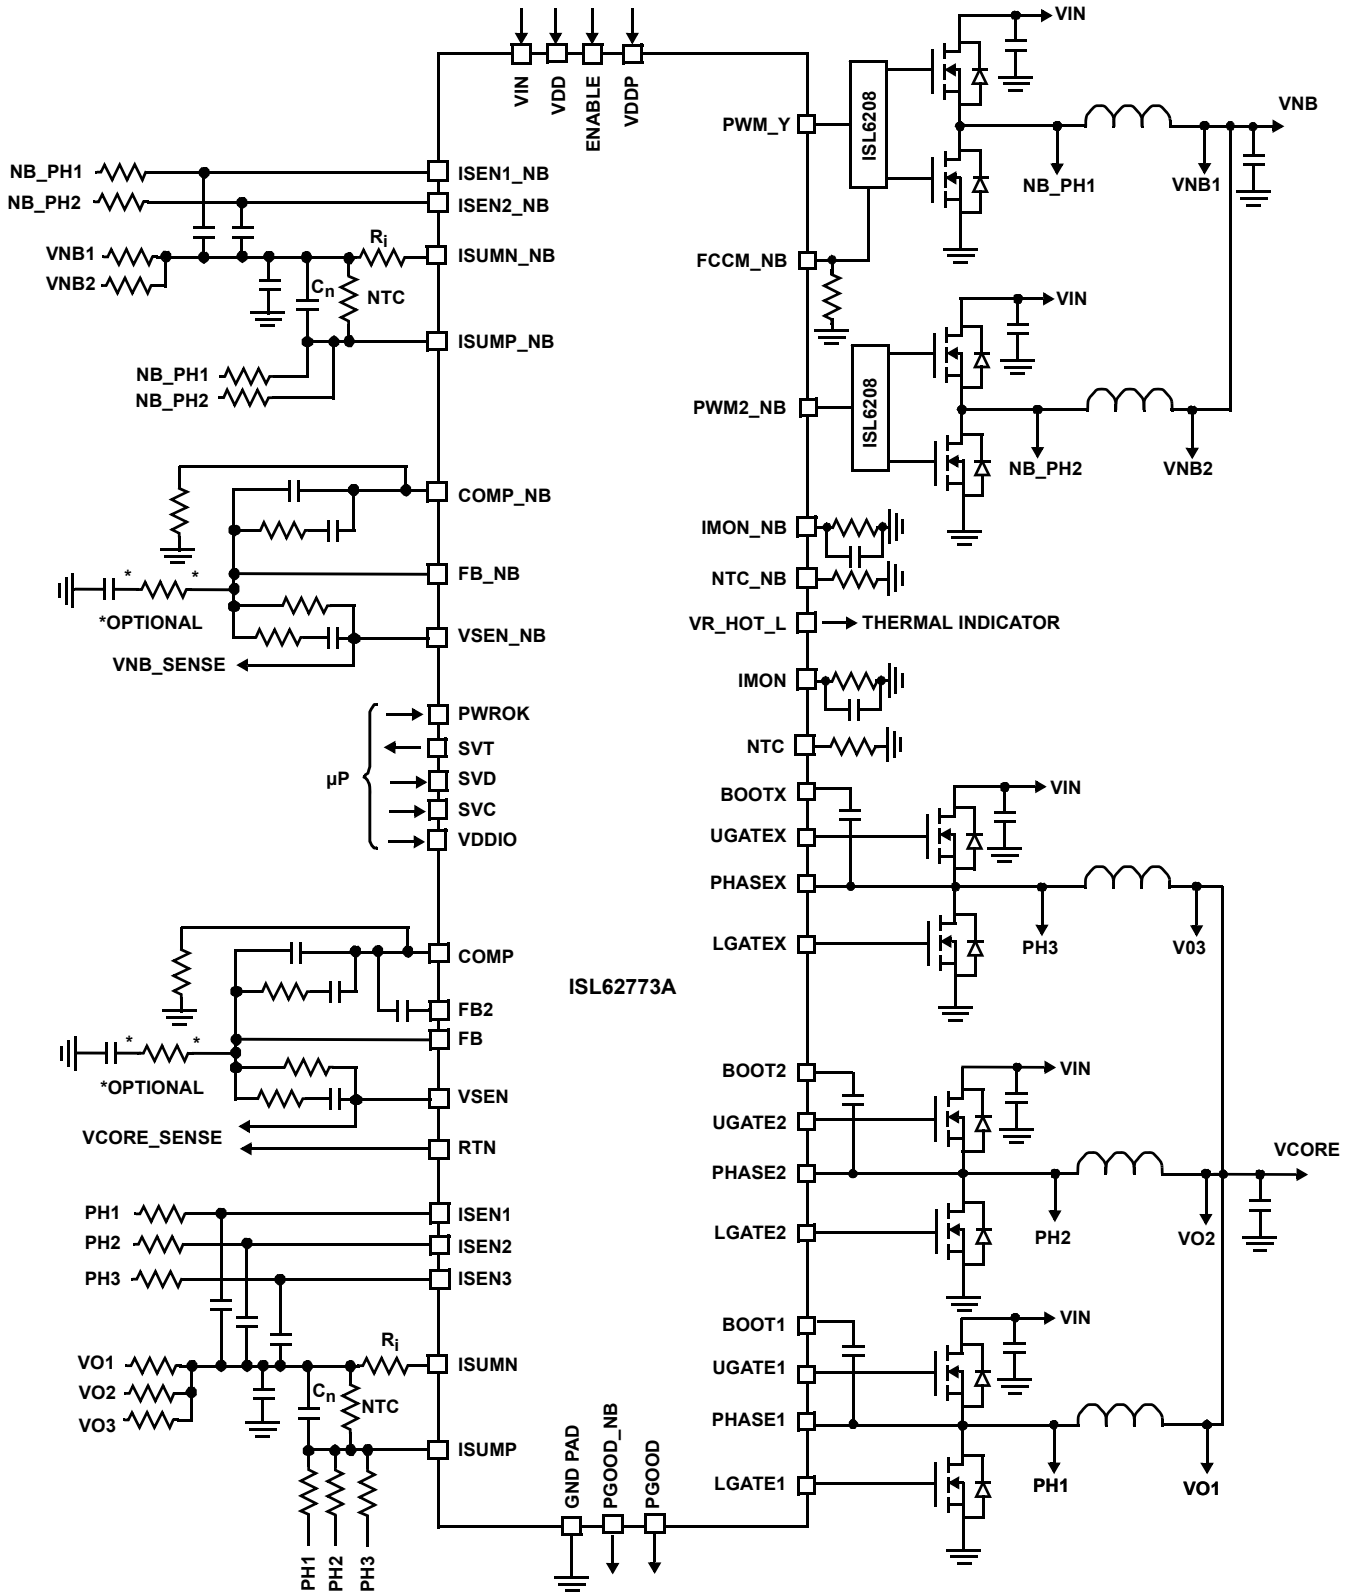 VIN
VDD
ENABLE
VDDP
VIN
PWM_Y
ISL6208
VNB
NB_PH1
VNB1
NB_PH1
NB_PH2
ISEN1_NB
ISEN2_NB
VNB1
VNB2
Ri
ISUMN_NB
Cn
NTC
ISUMP_NB
NB_PH1
NB_PH2
FCCM_NB
VIN
PWM2_NB
ISL6208
NB_PH2
VNB2
COMP_NB
FB_NB
* *
*OPTIONAL
VSEN_NB
VNB_SENSE
IMON_NB
NTC_NB
VR_HOT_L
THERMAL INDICATOR
IMON
NTC
µP
PWROK
SVT
SVD
SVC
VDDIO
BOOTX
VIN
UGATEX
PHASEX
LGATEX
PH3
V03
COMP
FB2
FB
* *
*OPTIONAL
VSEN
VCORE_SENSE
RTN
ISL62773A
BOOT2
VIN
UGATE2
PHASE2
VCORE
LGATE2
PH2
VO2
PH1
PH2
PH3
ISEN1
ISEN2
ISEN3
VO1
VO2
VO3
Ri
ISUMN
Cn
NTC
ISUMP
PH1
PH2
PH3
BOOT1
VIN
UGATE1
PHASE1
LGATE1
PH1
VO1
GND PAD
PGOOD_NB
PGOOD